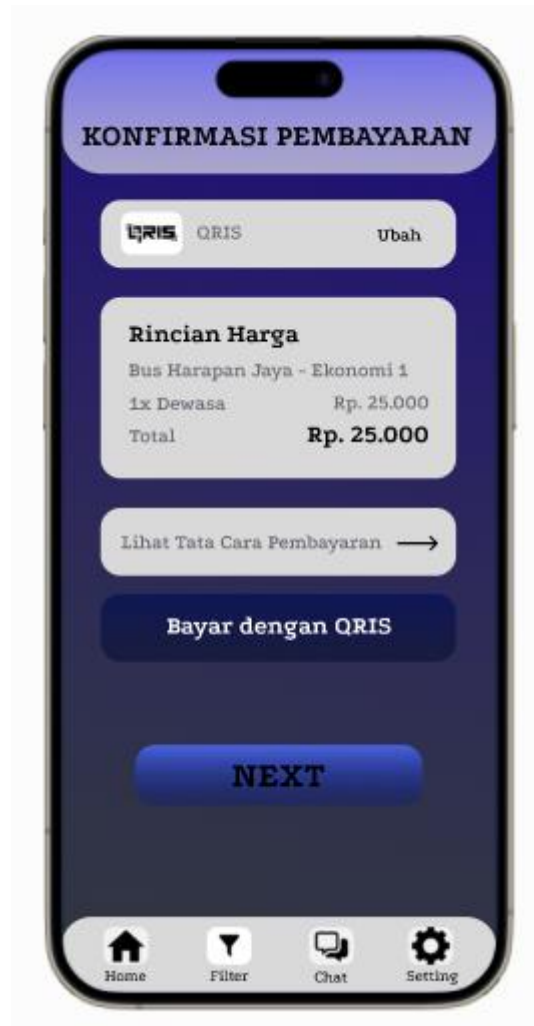 KONFIRMASI PEMBAYARAN
QRIS QRIS Ubah
Rincian Harga
Bus Harapan Jaya - Ekonomi 1
1x Dewasa Rp. 25.000
Total Rp. 25.000
Lihat Tata Cara Pembayaran
Bayar dengan QRIS
NEXT
Home Filter Chat Setting